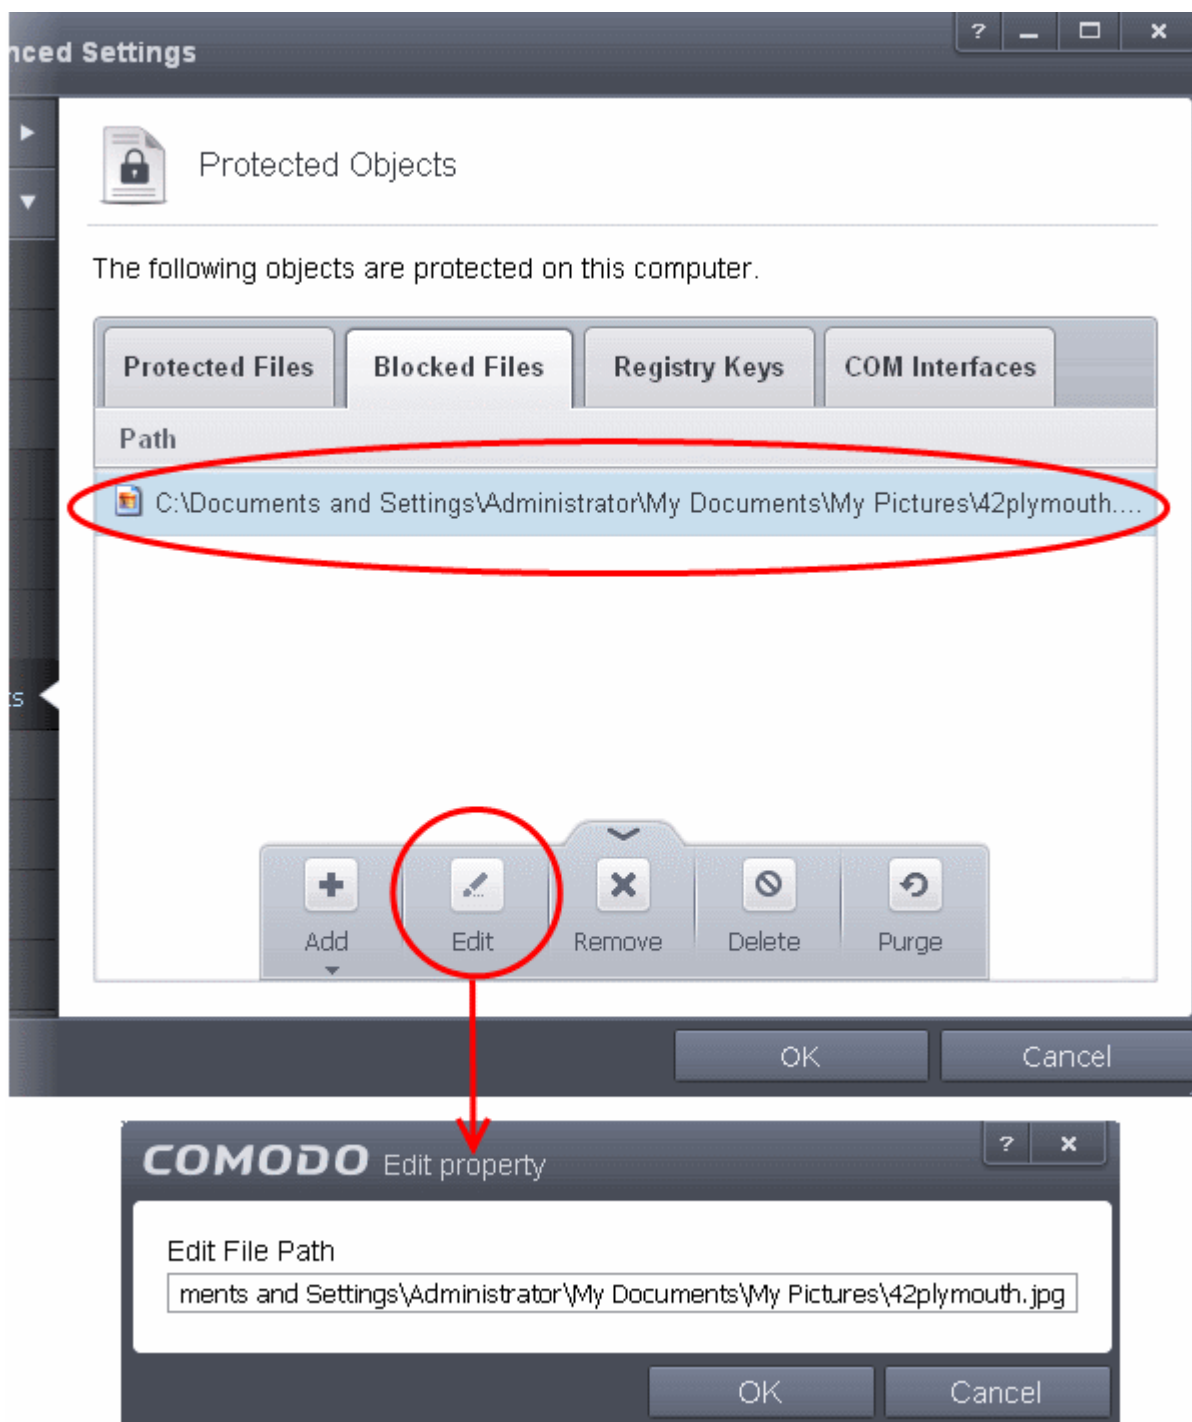 nced Settings
Protected Objects
The following objects are protected on this computer.
Protected Files Blocked Files Registry Keys COM Interfaces
Path
C:\Documents and Settings\Administrator\My Documents\My Pictures\42plymouth....
ts
Add Edit Remove Delete Purge
OK Cancel
COMODO Edit property
Edit File Path
ments and Settings\Administrator\My Documents\My Pictures\42plymouth.jpg
OK Cancel